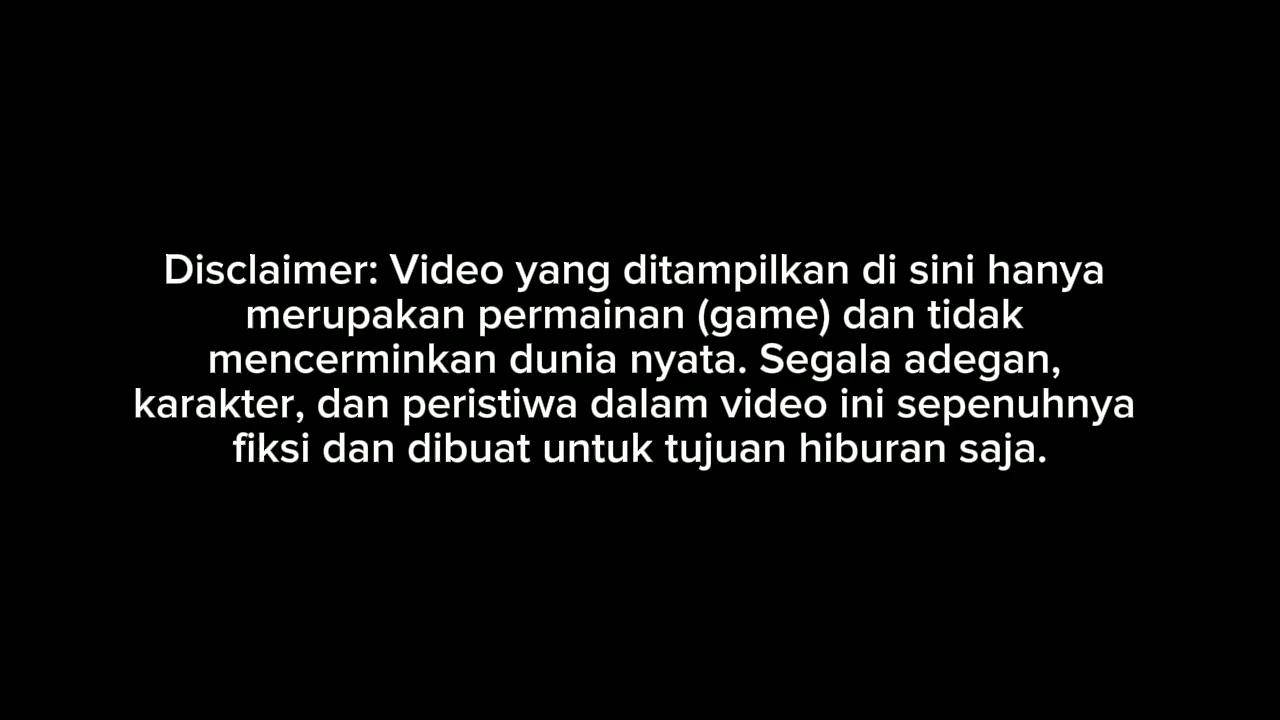 Disclaimer: Video yang ditampilkan di sini hanya
merupakan permainan (game) dan tidak
mencerminkan dunia nyata. Segala adegan,
karakter, dan peristiwa dalam video ini sepenuhnya
fiksi dan dibuat untuk tujuan hiburan saja.